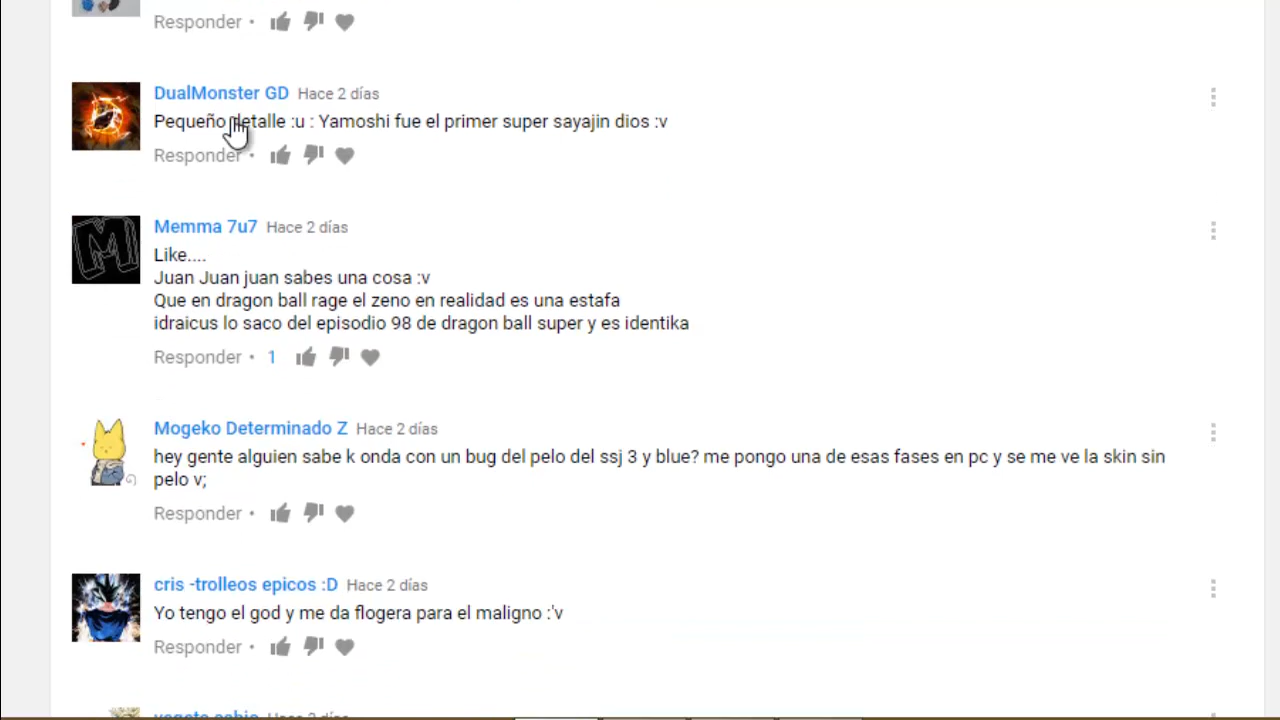 Responder •
DualMonster GD Hace 2 días
Pequeño detalle :u : Yamoshi fue el primer super sayajin dios :v
Responder •
Memma 7u7 Hace 2 días
Like....
Juan Juan juan sabes una cosa :v
Que en dragon ball rage el zeno en realidad es una estafa
idraicus lo saco del episodio 98 de dragon ball super y es identika
Responder • 1
Mogeko Determinado Z Hace 2 días
hey gente alguien sabe k onda con un bug del pelo del ssj 3 y blue? me pongo una de esas fases en pc y se me ve la skin sin
pelo v;
Responder •
cris -trolleos epicos :D Hace 2 días
Yo tengo el god y me da flogera para el maligno :'v
Responder •